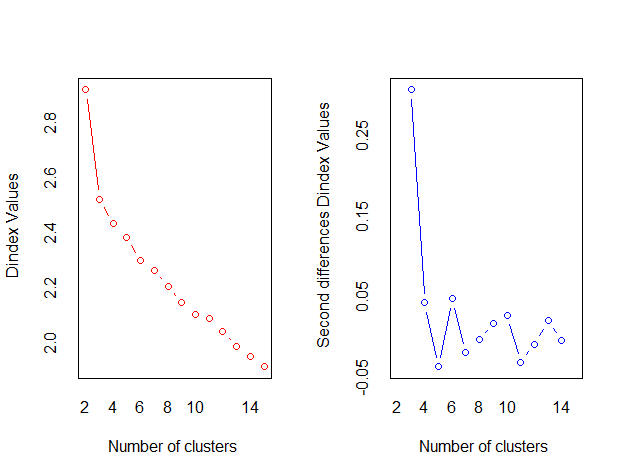 Dindex Values
2.0 2.2 2.4 2.6 2.8
2 4 6 8 10 14
Number of clusters
Second differences Dindex Values
-0.05 0.05 0.15 0.25
2 4 6 8 10 14
Number of clusters